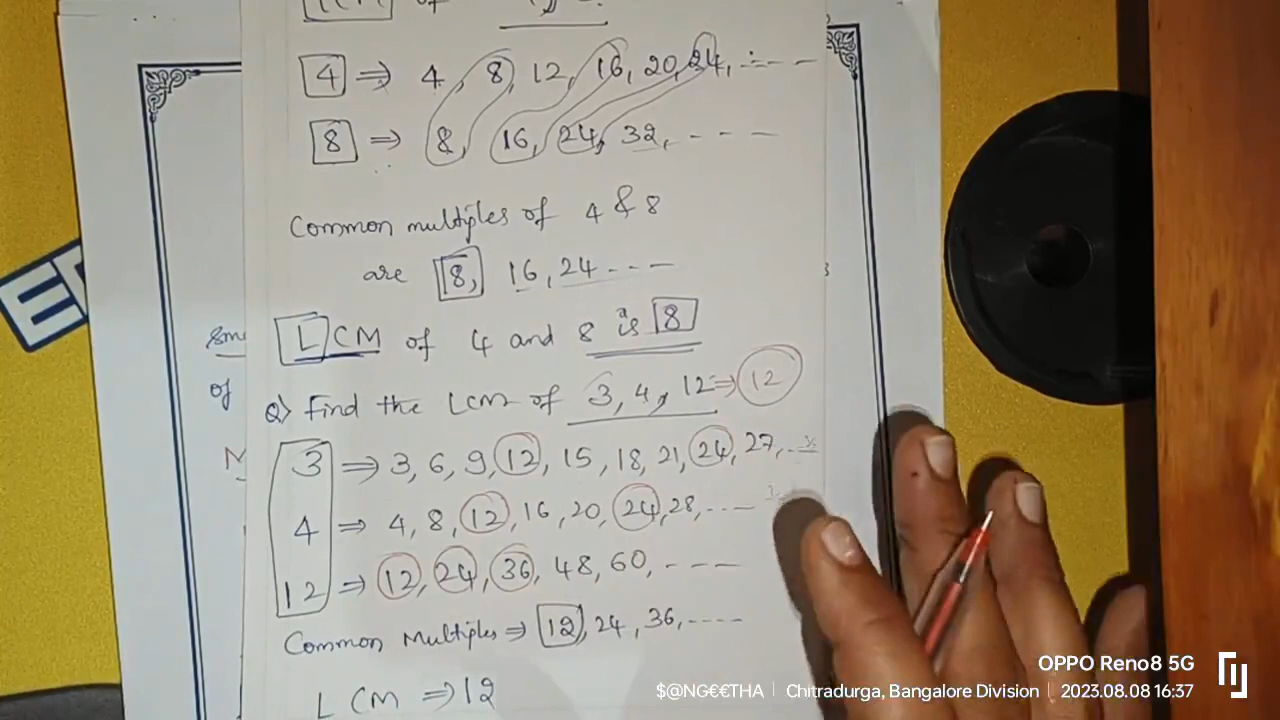 4 ⇒ 4, 8, 12, 16, 20, 24, ----
8 ⇒ 8, 16, 24, 32, - - -
Common multiples of 4 & 8
are 8, 16, 24 ----
LCM of 4 and 8 is 8
Q) Find the LCM of 3, 4, 12 ⇒ 12
3 ⇒ 3, 6, 9, 12, 15, 18, 21, 24, 27, ...
4 ⇒ 4, 8, 12, 16, 20, 24, 28, ----
12 ⇒ 12, 24, 36, 48, 60, - - - -
Common Multiples ⇒ 12, 24, 36, ----
LCM ⇒ 12
of
OPPO Reno8 5G
$@NG€€THA | Chitradurga, Bangalore Division | 2023.08.08 16:37